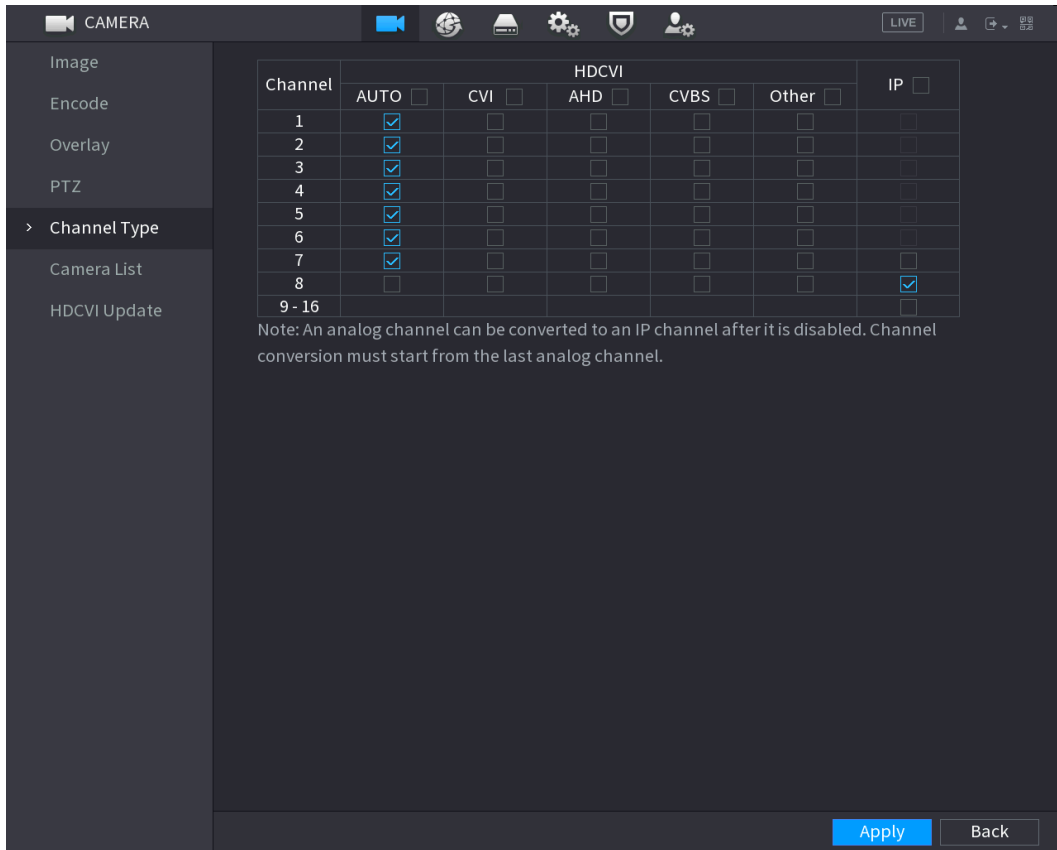 CAMERA
LIVE
Image
Encode
Overlay
PTZ
> Channel Type
Camera List
HDCVI Update
Channel HDCVI IP
AUTO CVI AHD CVBS Other
1
2
3
4
5
6
7
8
9 - 16
Note: An analog channel can be converted to an IP channel after it is disabled. Channel
conversion must start from the last analog channel.
Apply Back